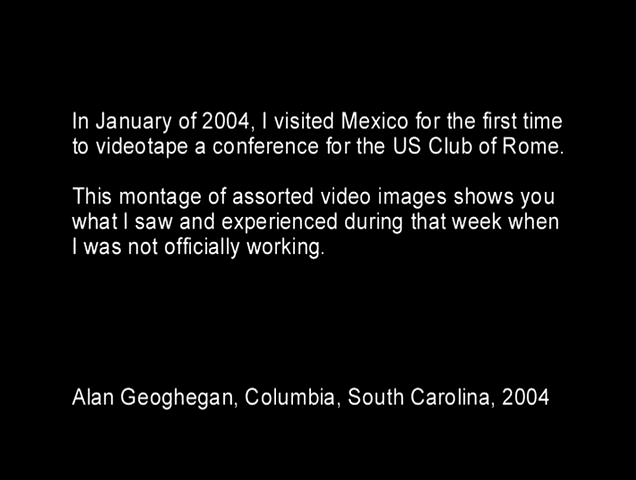 In January of 2004, I visited Mexico for the first time
to videotape a conference for the US Club of Rome.
This montage of assorted video images shows you
what I saw and experienced during that week when
I was not officially working.
Alan Geoghegan, Columbia, South Carolina, 2004